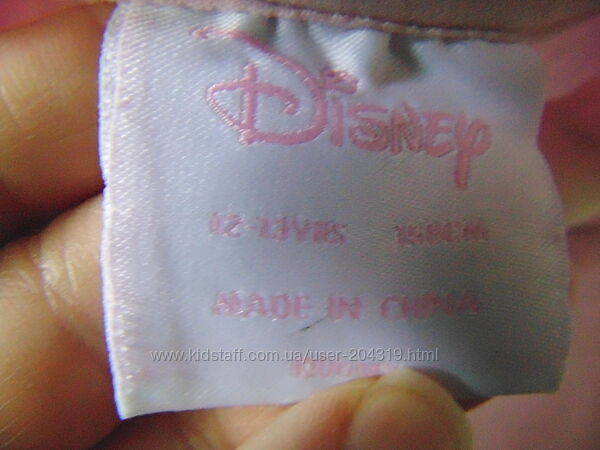 Disney
12-13YRS 158CM
MADE IN CHINA
www.kidstaff.com.ua/user-204319.html